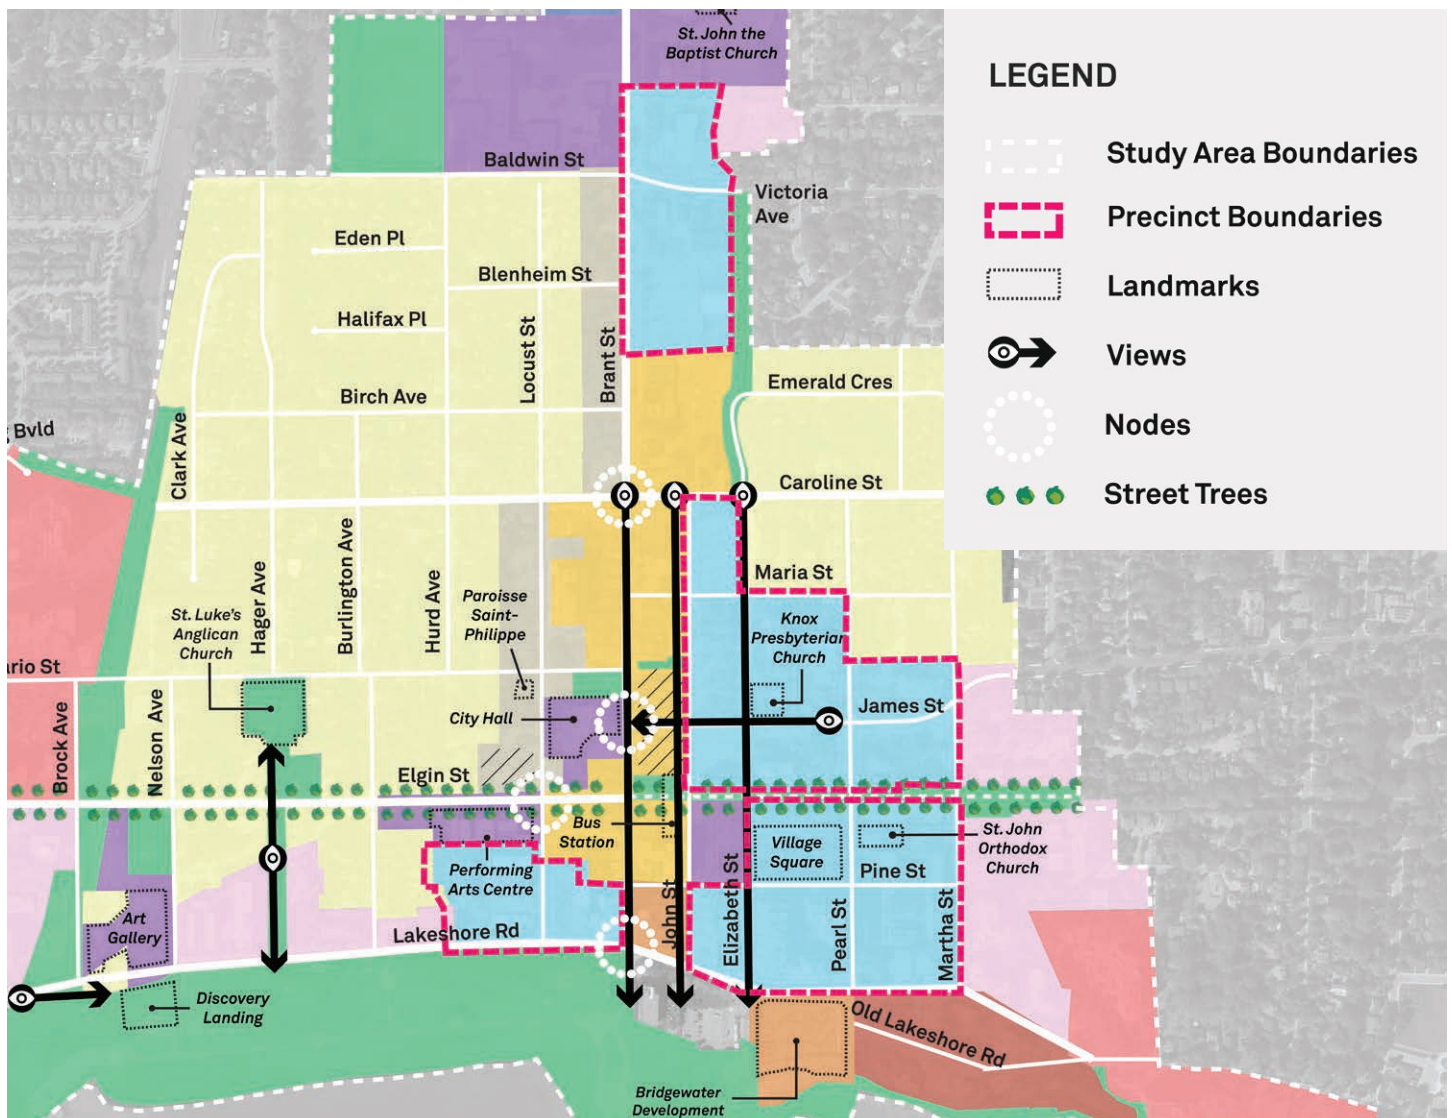 St. John the
Baptist Church
LEGEND
Study Area Boundaries
Precinct Boundaries
Landmarks
Views
Nodes
Street Trees
Baldwin St
Victoria
Ave
Eden Pl
Blenheim St
Halifax Pl
Locust St
Brant St
Birch Ave
Emerald Cres
Clark Ave
g Bvld
Caroline St
Hager Ave
Burlington Ave
Hurd Ave
Maria St
Paroisse
Saint-
Philippe
St. Luke's
Anglican
Church
Knox
Presbyterian
Church
ario St
Brock Ave
Nelson Ave
City Hall
James St
Elgin St
Bus
Station
Performing
Arts Centre
Village
Square
St. John
Orthodox
Church
Pine St
John St
Elizabeth St
Pearl St
Martha St
Art
Gallery
Lakeshore Rd
Discovery
Landing
Old Lakeshore Rd
Bridgewater
Development